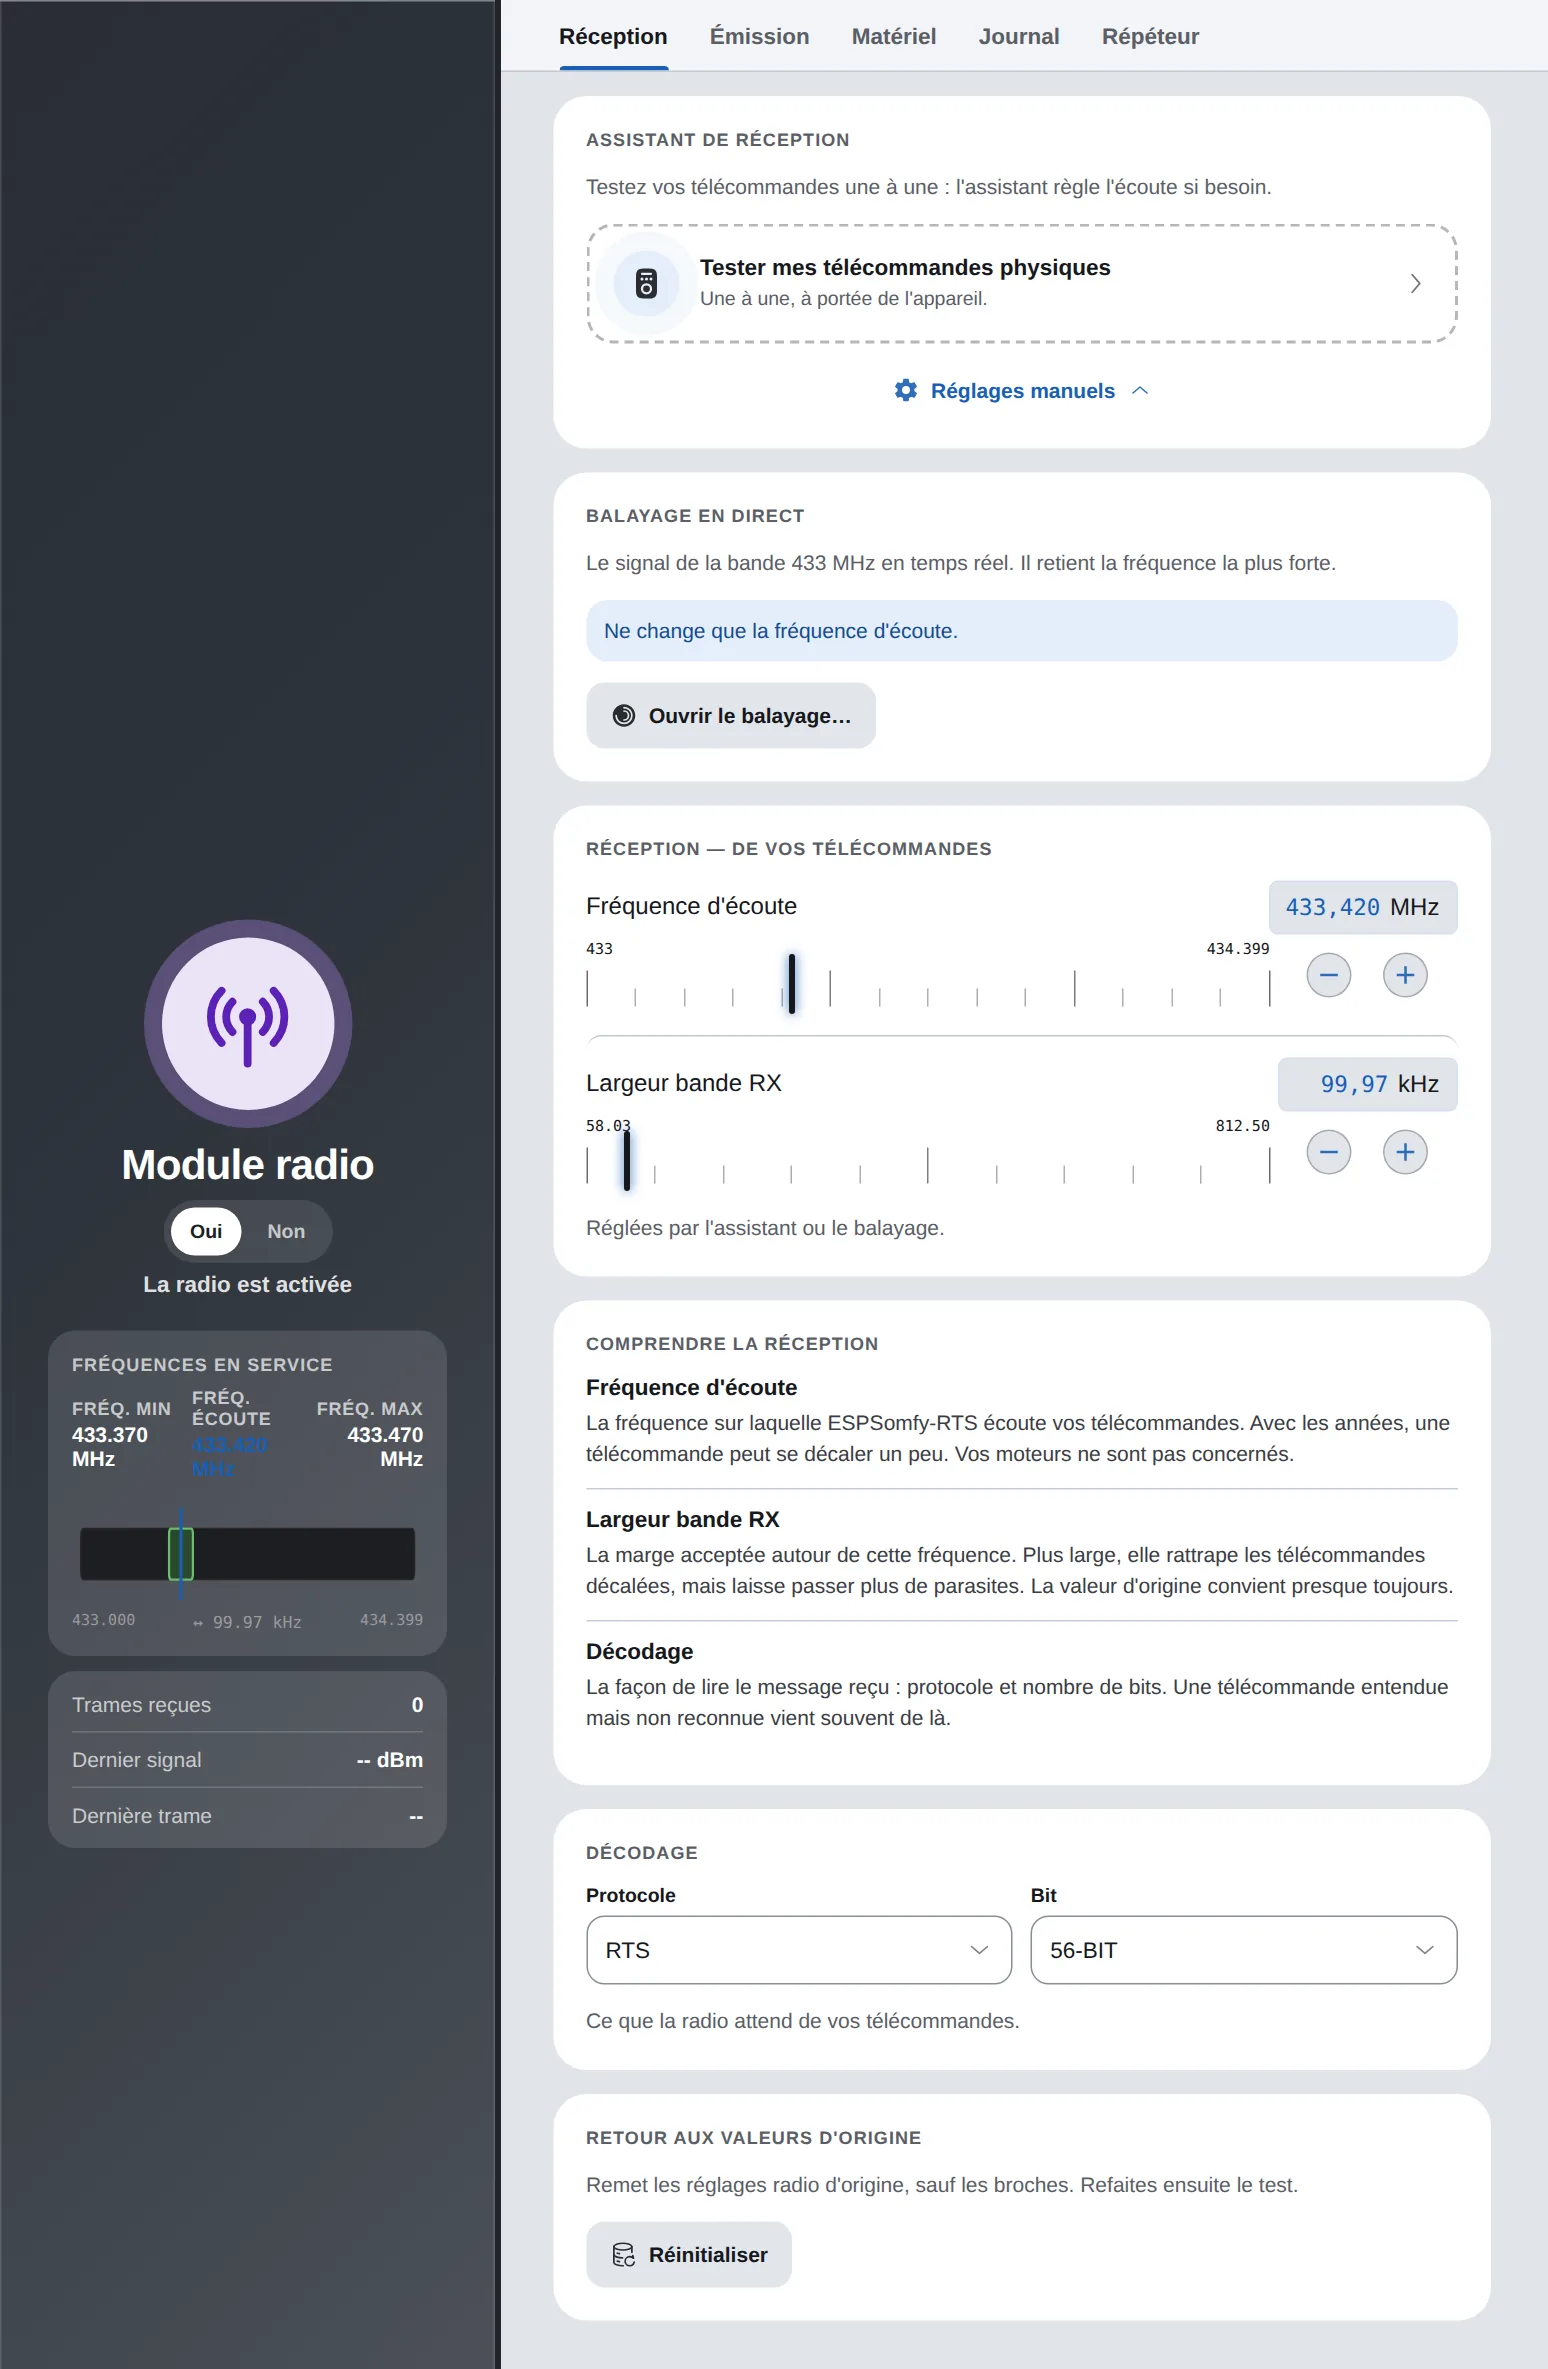 Module radio
Oui Non
La radio est activée
FRÉQUENCES EN SERVICE
FRÉQ. MIN
433.370
MHz
FRÉQ.
ÉCOUTE
433.420
MHz
FRÉQ. MAX
433.470
MHz
433.000 ↔ 99.97 kHz 434.399
Trames reçues 0
Dernier signal -- dBm
Dernière trame --
Réception Émission Matériel Journal Répéteur
ASSISTANT DE RÉCEPTION
Testez vos télécommandes une à une : l'assistant règle l'écoute si besoin.
Tester mes télécommandes physiques
Une à une, à portée de l'appareil.
Réglages manuels
BALAYAGE EN DIRECT
Le signal de la bande 433 MHz en temps réel. Il retient la fréquence la plus forte.
Ne change que la fréquence d'écoute.
Ouvrir le balayage…
RÉCEPTION — DE VOS TÉLÉCOMMANDES
Fréquence d'écoute 433,420 MHz
433 434.399
Largeur bande RX 99,97 kHz
58.03 812.50
Réglées par l'assistant ou le balayage.
COMPRENDRE LA RÉCEPTION
Fréquence d'écoute
La fréquence sur laquelle ESPSomfy-RTS écoute vos télécommandes. Avec les années, une
télécommande peut se décaler un peu. Vos moteurs ne sont pas concernés.
Largeur bande RX
La marge acceptée autour de cette fréquence. Plus large, elle rattrape les télécommandes
décalées, mais laisse passer plus de parasites. La valeur d'origine convient presque toujours.
Décodage
La façon de lire le message reçu : protocole et nombre de bits. Une télécommande entendue
mais non reconnue vient souvent de là.
DÉCODAGE
Protocole Bit
RTS 56-BIT
Ce que la radio attend de vos télécommandes.
RETOUR AUX VALEURS D'ORIGINE
Remet les réglages radio d'origine, sauf les broches. Refaites ensuite le test.
Réinitialiser